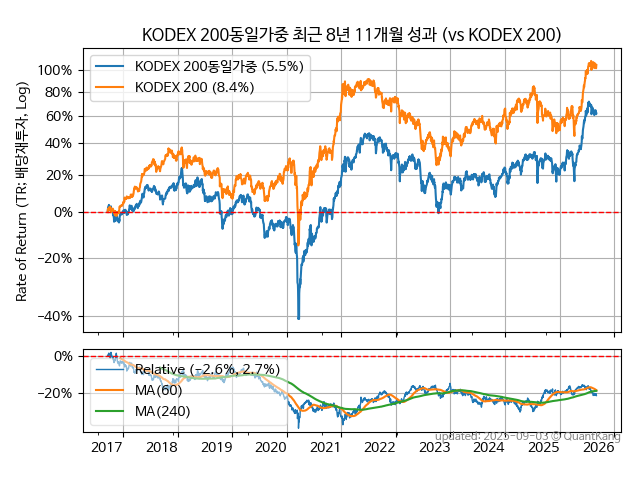 KODEX 200동일가중 최근 8년 11개월 성과 (vs KODEX 200)
Rate of Return (TR: 배당재투자, Log)
100%
80%
60%
40%
20%
0%
−20%
−40%
KODEX 200동일가중 (5.5%)
KODEX 200 (8.4%)
0%
−20%
Relative (−2.6%, 2.7%)
MA(60)
MA(240)
updated: 2025-09-03 © QuantKang
2017 2018 2019 2020 2021 2022 2023 2024 2025 2026